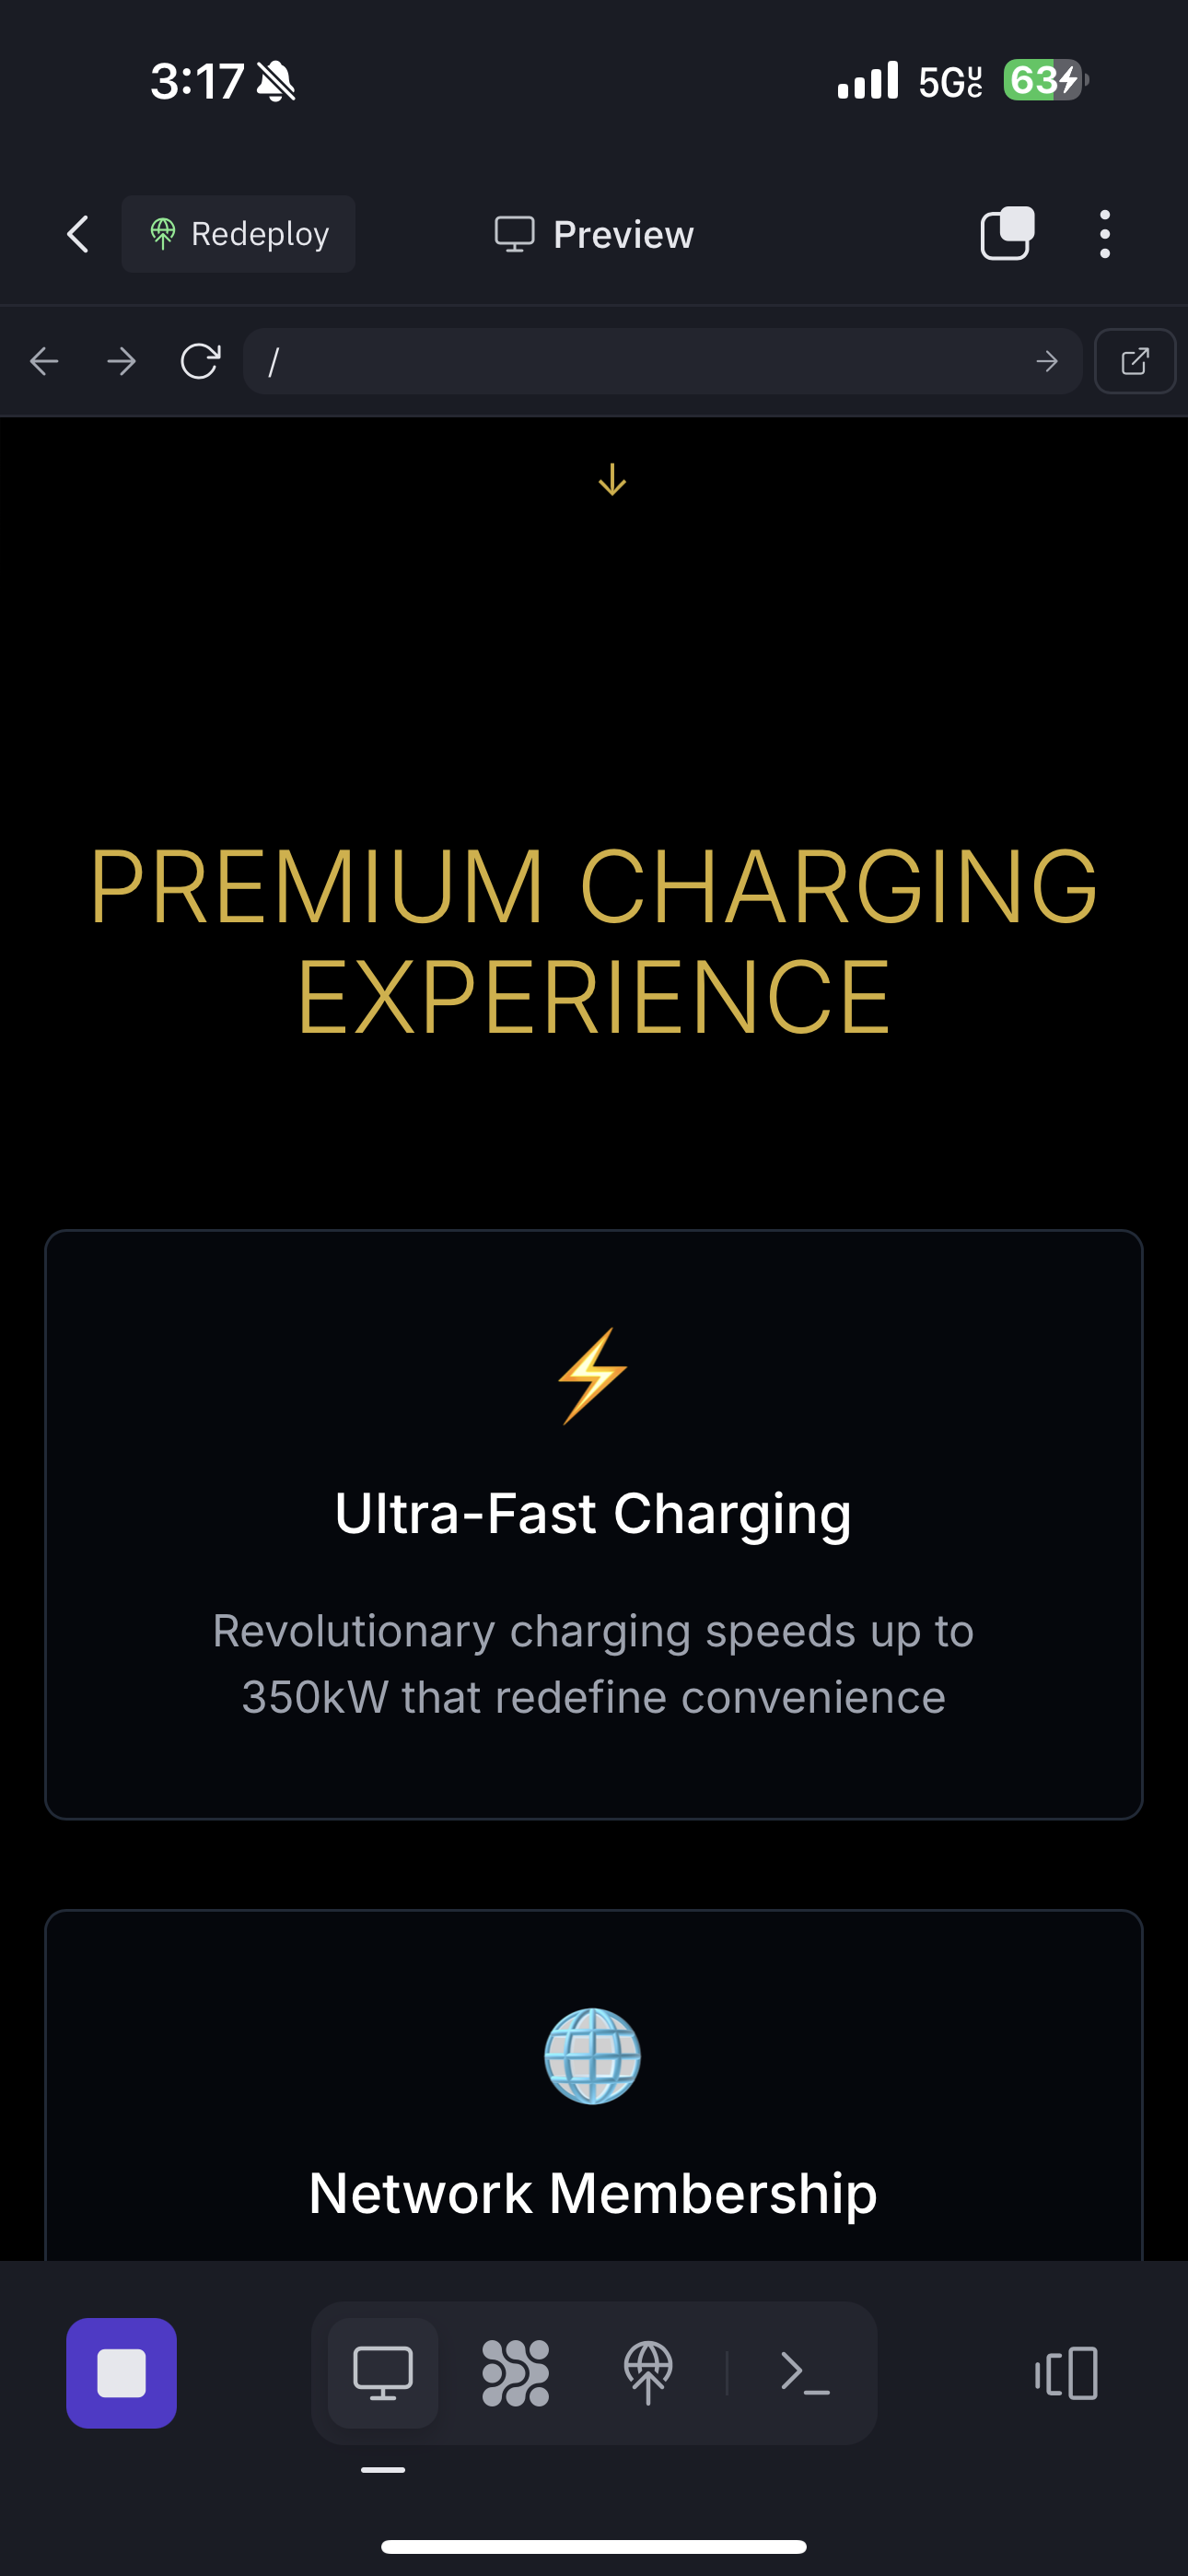 3:17
5G UC
63
Redeploy
Preview
/
PREMIUM CHARGING
EXPERIENCE
Ultra-Fast Charging
Revolutionary charging speeds up to
350kW that redefine convenience
Network Membership